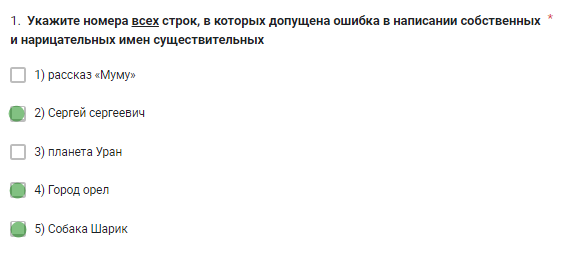 1. Укажите номера всех строк, в которых допущена ошибка в написании собственных *
и нарицательных имен существительных
1) рассказ «Муму»
2) Сергей сергеевич
3) планета Уран
4) Город орел
5) Собака Шарик